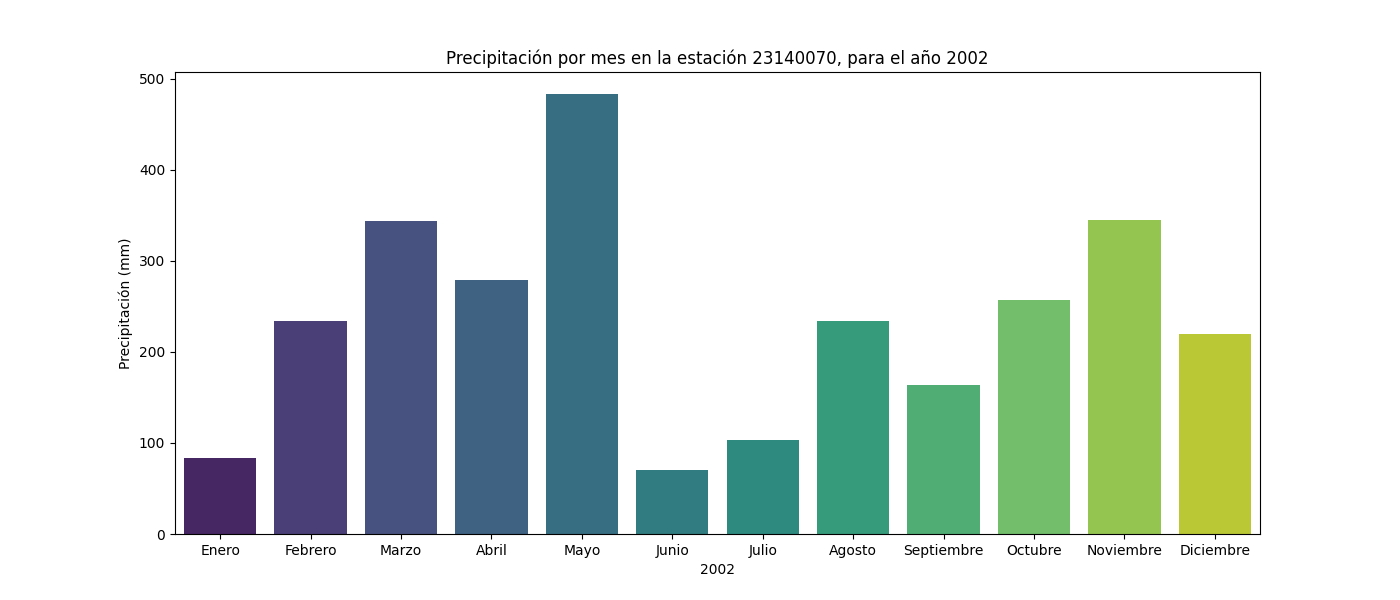 Precipitación por mes en la estación 23140070, para el año 2002
Precipitación (mm)
500
400
300
200
100
0
Enero Febrero Marzo Abril Mayo Junio Julio Agosto Septiembre Octubre Noviembre Diciembre
2002